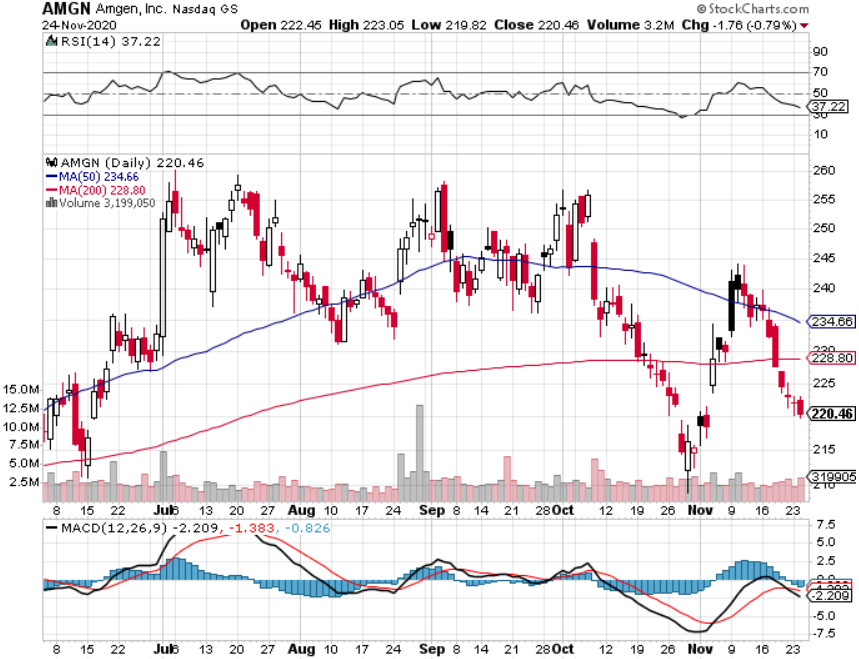 AMGN Amgen, Inc. Nasdaq GS © StockCharts.com
24-Nov-2020 Open 222.45 High 223.05 Low 219.82 Close 220.46 Volume 3.2M Chg -1.76 (-0.79%)
RSI(14) 37.22
90
70
50
37.22
30
10
AMGN (Daily) 220.46
MA(50) 234.66
MA(200) 228.80
Volume 3,199,050
260
255
250
245
240
234.66
230
228.80
225
220.46
215
319905
210
15.0M
12.5M
10.0M
7.5M
5.0M
2.5M
8 15 22 Jul 6 13 20 27 Aug 10 17 24 Sep 8 14 21 28 Oct 12 19 26 Nov 9 16 23
MACD(12,26,9) -2.209, -1.383, -0.826
7.5
5.0
2.5
0.0
-2.209
-5.0
-7.5
8 15 22 Jul 6 13 20 27 Aug 10 17 24 Sep 8 14 21 28 Oct 12 19 26 Nov 9 16 23